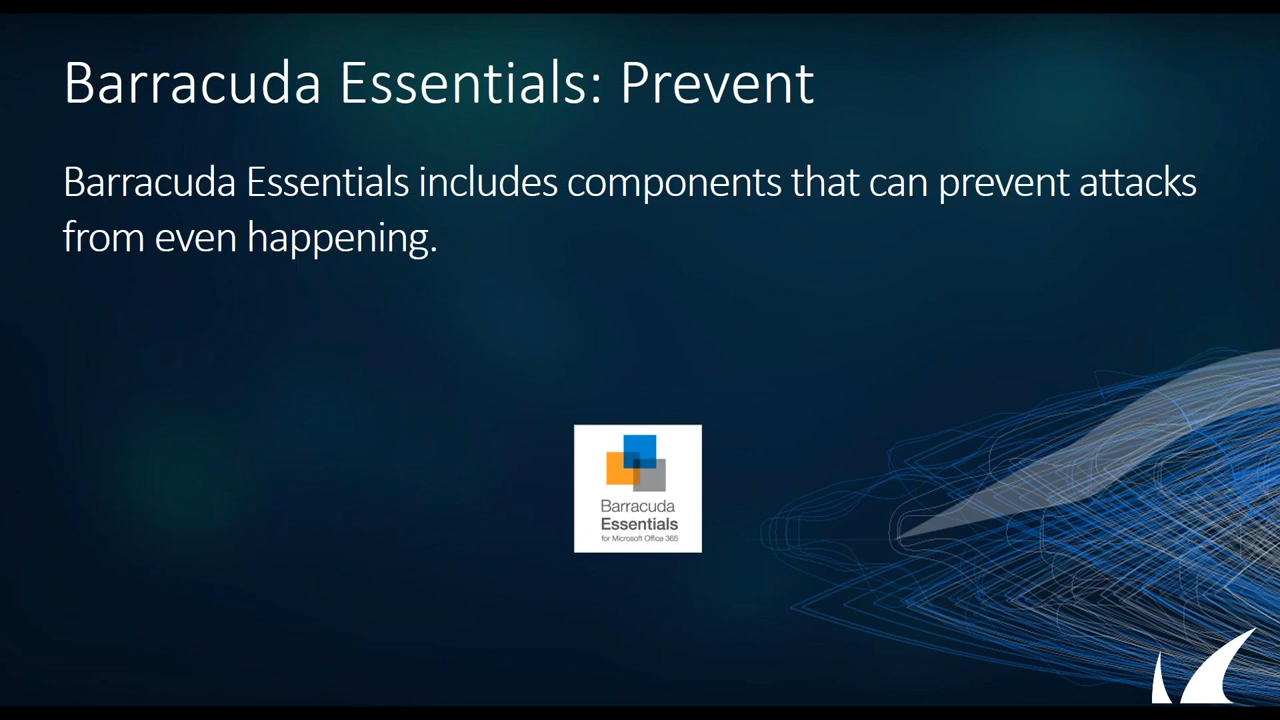 Barracuda Essentials: Prevent
Barracuda Essentials includes components that can prevent attacks
from even happening.
Barracuda
Essentials
for Microsoft Office 365